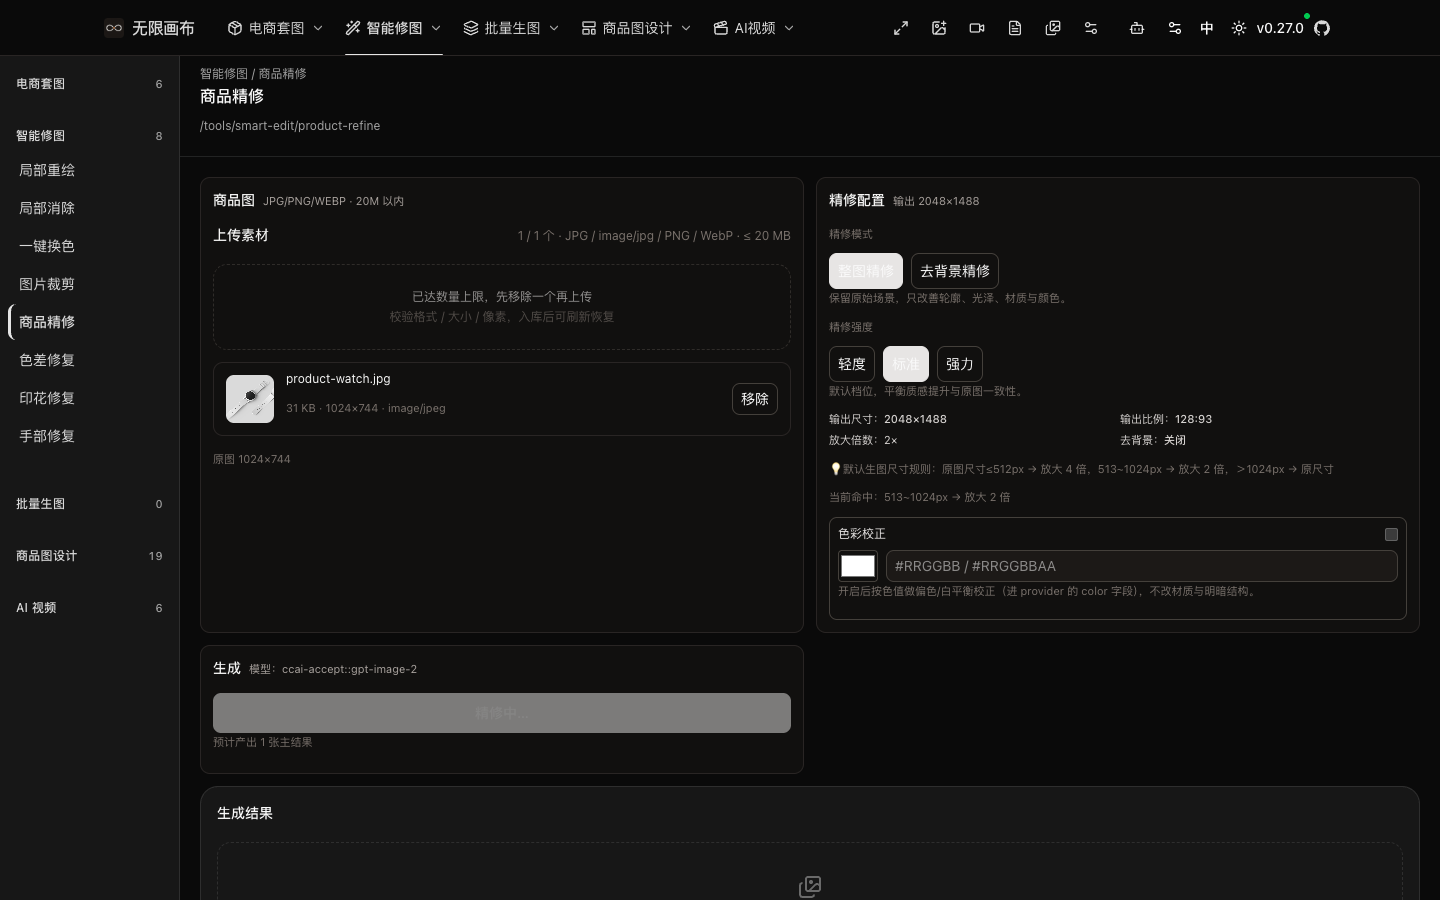 无限画布
电商套图
智能修图
批量生图
商品图设计
AI视频
中
v0.27.0
电商套图 6
智能修图 8
局部重绘
局部消除
一键换色
图片裁剪
商品精修
色差修复
印花修复
手部修复
批量生图 0
商品图设计 19
AI 视频 6
智能修图 / 商品精修
商品精修
/tools/smart-edit/product-refine
商品图 JPG/PNG/WEBP · 20M 以内
上传素材 1 / 1 个 · JPG / image/jpg / PNG / WebP · ≤ 20 MB
已达数量上限，先移除一个再上传
校验格式 / 大小 / 像素，入库后可刷新恢复
product-watch.jpg
31 KB · 1024×744 · image/jpeg
移除
原图 1024×744
精修配置 输出 2048×1488
精修模式
整图精修 去背景精修
保留原始场景，只改善轮廓、光泽、材质与颜色。
精修强度
轻度 标准 强力
默认档位，平衡质感提升与原图一致性。
输出尺寸：2048×1488 输出比例：128:93
放大倍数：2× 去背景：关闭
💡默认生图尺寸规则：原图尺寸≤512px → 放大 4 倍，513~1024px → 放大 2 倍，＞1024px → 原尺寸
当前命中：513~1024px → 放大 2 倍
色彩校正
#RRGGBB / #RRGGBBAA
开启后按色值做偏色/白平衡校正（进 provider 的 color 字段），不改材质与明暗结构。
生成 模型：ccai-accept::gpt-image-2
精修中...
预计产出 1 张主结果
生成结果